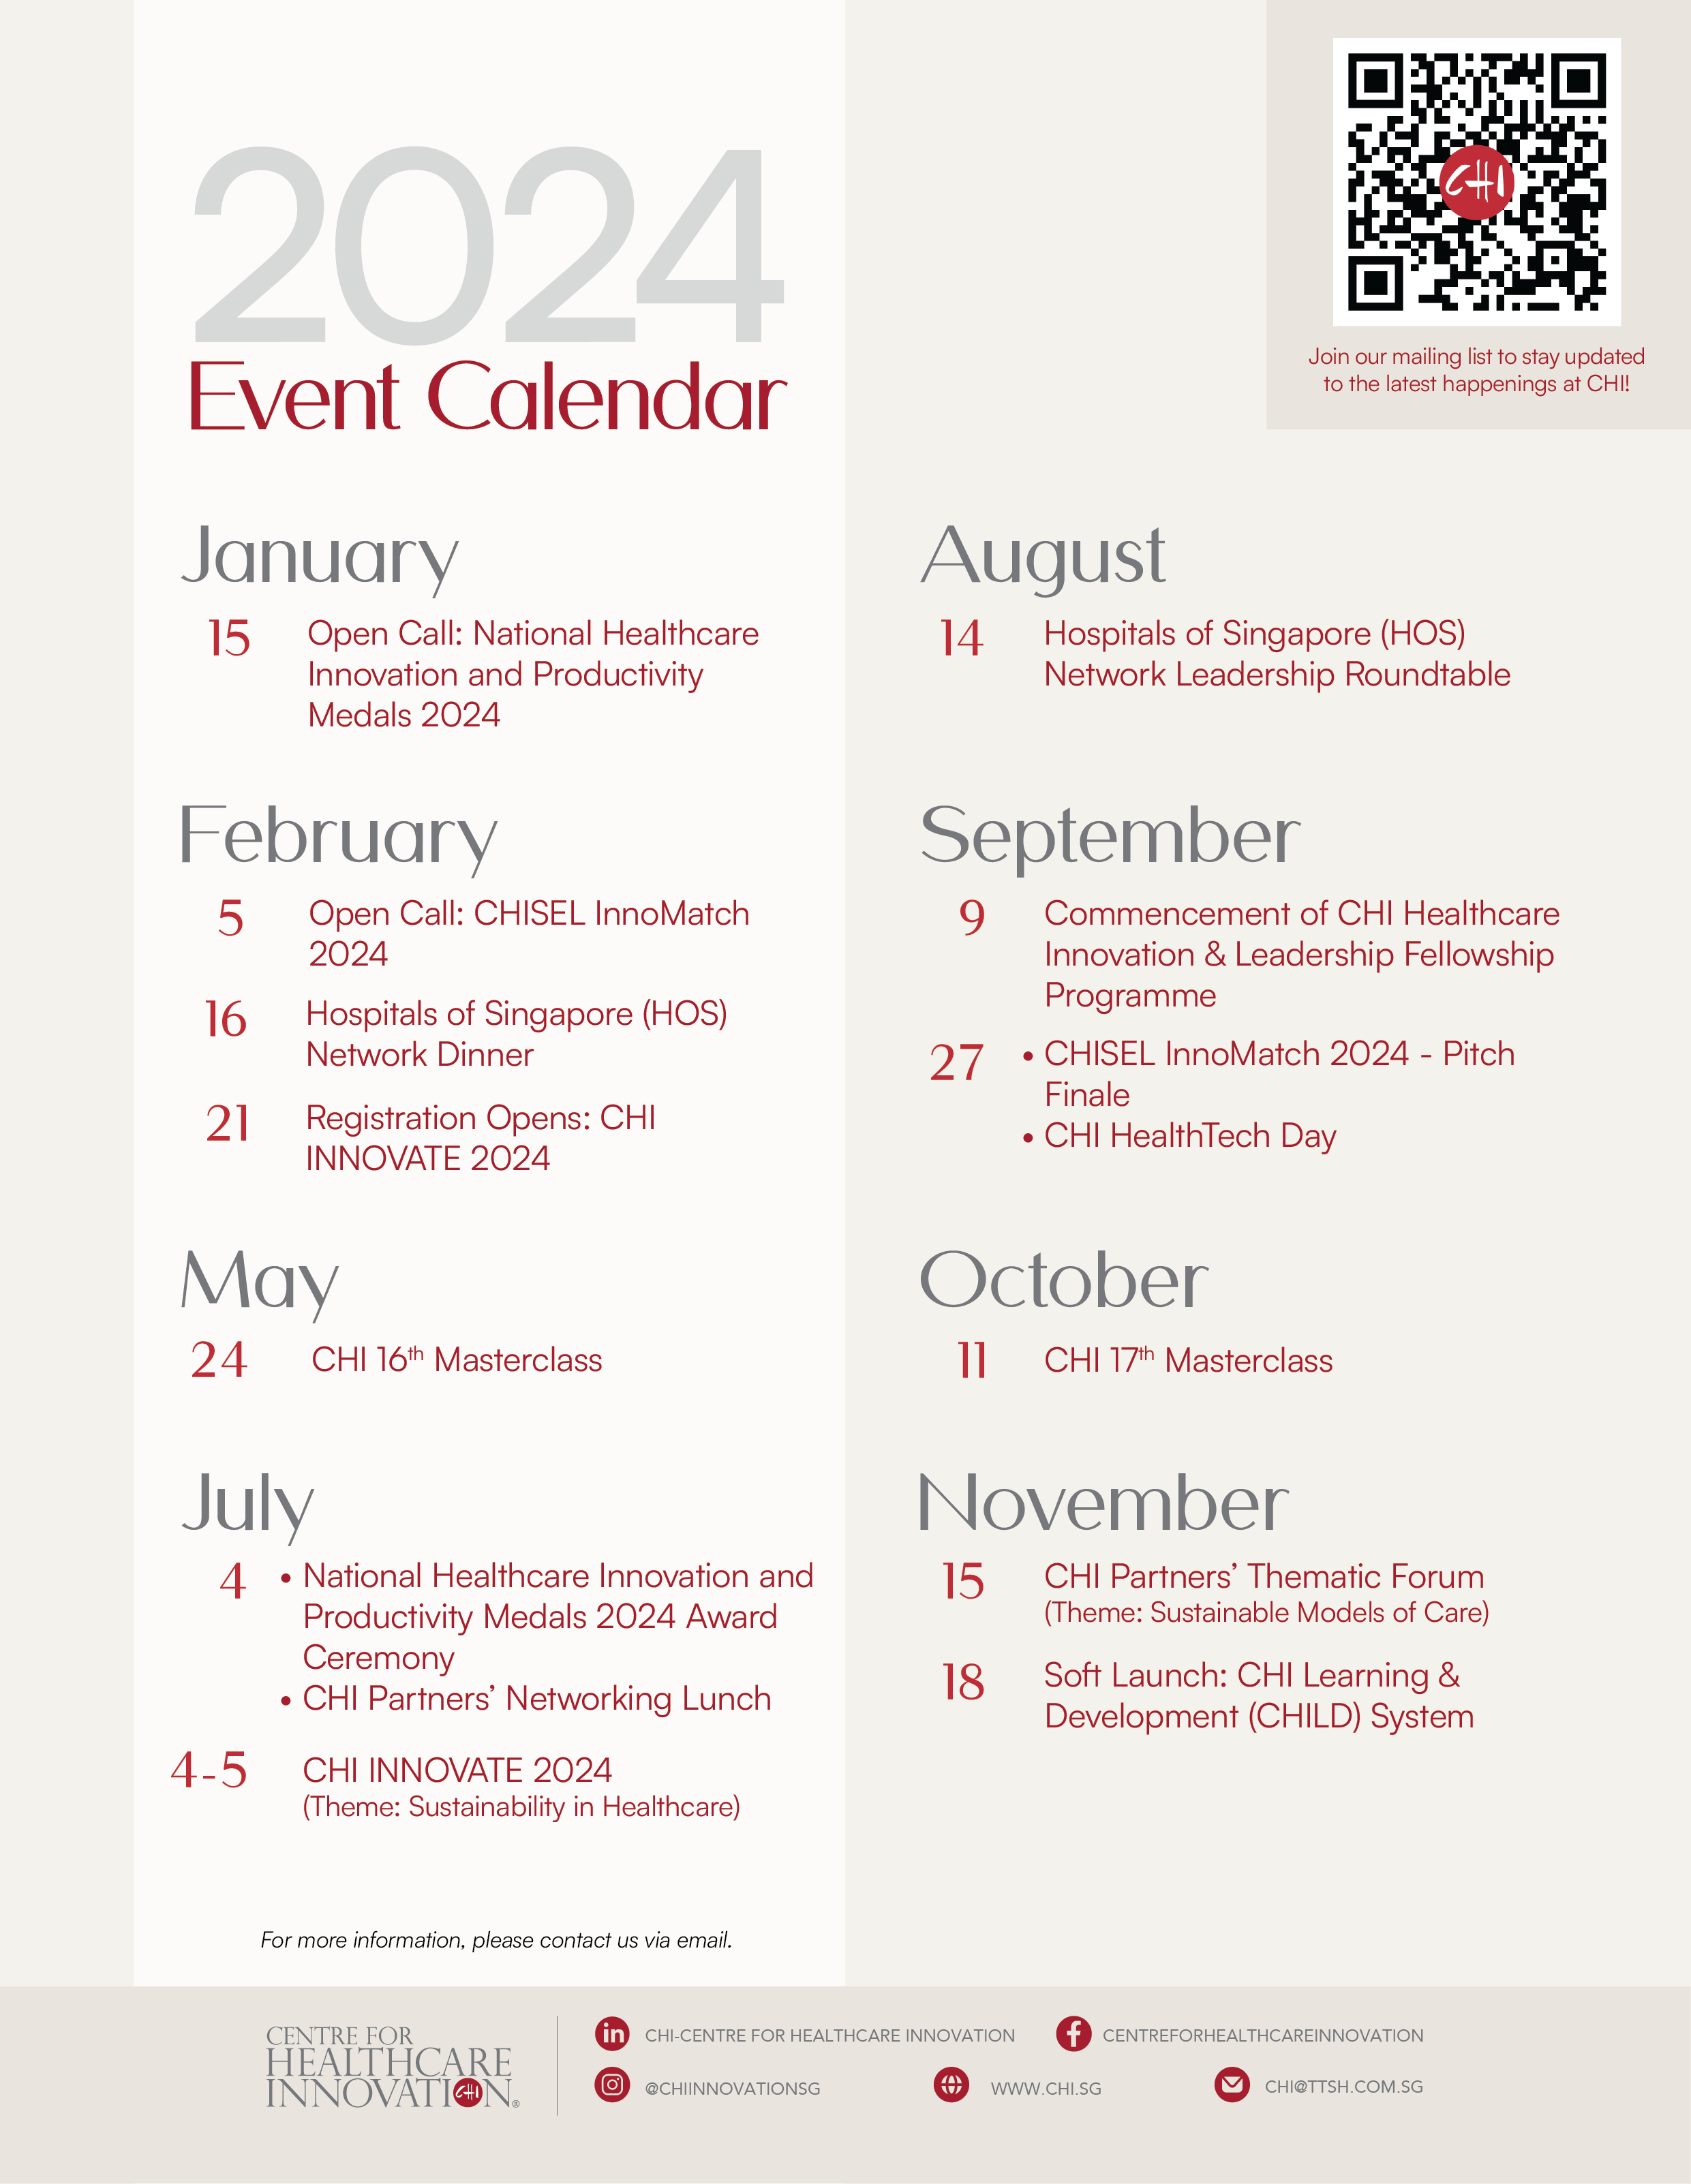 2024
Event Calendar
CHI
Join our mailing list to stay updated
to the latest happenings at CHI!
January
15 Open Call: National Healthcare
Innovation and Productivity
Medals 2024
February
5 Open Call: CHISEL InnoMatch
2024
16 Hospitals of Singapore (HOS)
Network Dinner
21 Registration Opens: CHI
INNOVATE 2024
May
24 CHI 16th Masterclass
July
4 • National Healthcare Innovation and
Productivity Medals 2024 Award
Ceremony
• CHI Partners’ Networking Lunch
4-5 CHI INNOVATE 2024
(Theme: Sustainability in Healthcare)
August
14 Hospitals of Singapore (HOS)
Network Leadership Roundtable
September
9 Commencement of CHI Healthcare
Innovation & Leadership Fellowship
Programme
27 • CHISEL InnoMatch 2024 - Pitch
Finale
• CHI HealthTech Day
October
11 CHI 17th Masterclass
November
15 CHI Partners’ Thematic Forum
(Theme: Sustainable Models of Care)
18 Soft Launch: CHI Learning &
Development (CHILD) System
For more information, please contact us via email.
CENTRE FOR
HEALTHCARE
INNOVATION®
CHI-CENTRE FOR HEALTHCARE INNOVATION
CENTREFORHEALTHCAREINNOVATION
@CHIINNOVATIONSG
WWW.CHI.SG
CHI@TTSH.COM.SG